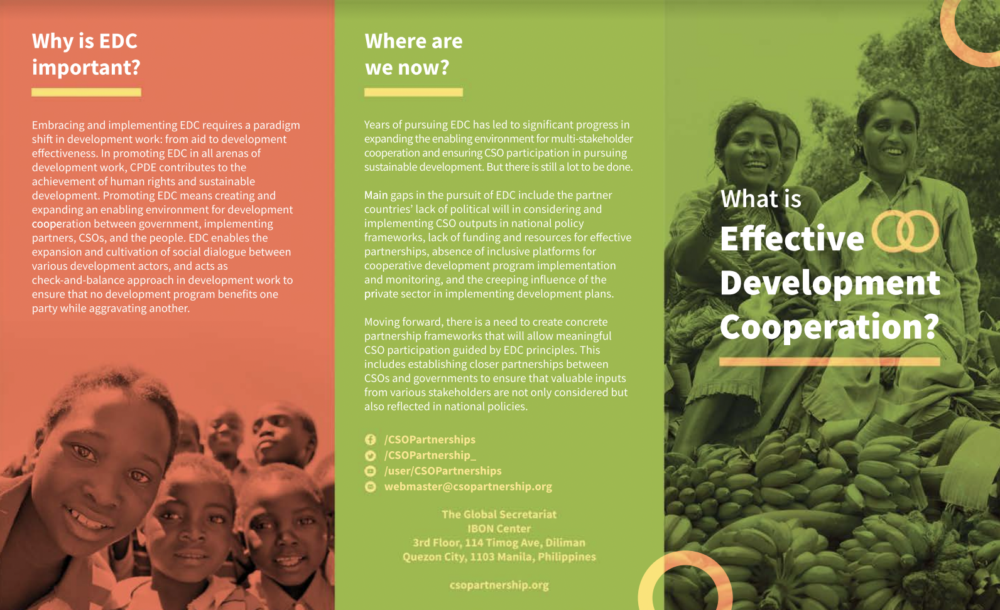 Why is EDC
important?
Embracing and implementing EDC requires a paradigm
shift in development work: from aid to development
effectiveness. In promoting EDC in all arenas of
development work, CPDE contributes to the
achievement of human rights and sustainable
development. Promoting EDC means creating and
expanding an enabling environment for development
cooperation between government, implementing
partners, CSOs, and the people. EDC enables the
expansion and cultivation of social dialogue between
various development actors, and acts as
check-and-balance approach in development work to
ensure that no development program benefits one
party while aggravating another.
Where are
we now?
Years of pursuing EDC has led to significant progress in
expanding the enabling environment for multi-stakeholder
cooperation and ensuring CSO participation in pursuing
sustainable development. But there is still a lot to be done.
Main gaps in the pursuit of EDC include the partner
countries’ lack of political will in considering and
implementing CSO outputs in national policy
frameworks, lack of funding and resources for effective
partnerships, absence of inclusive platforms for
cooperative development program implementation
and monitoring, and the creeping influence of the
private sector in implementing development plans.
Moving forward, there is a need to create concrete
partnership frameworks that will allow meaningful
CSO participation guided by EDC principles. This
includes establishing closer partnerships between
CSOs and governments to ensure that valuable inputs
from various stakeholders are not only considered but
also reflected in national policies.
/CSOPartnerships
/CSOPartnership_
/user/CSOPartnerships
webmaster@csopartnership.org
The Global Secretariat
IBON Center
3rd Floor, 114 Timog Ave, Diliman
Quezon City, 1103 Manila, Philippines
csopartnership.org
What is
Effective
Development
Cooperation?